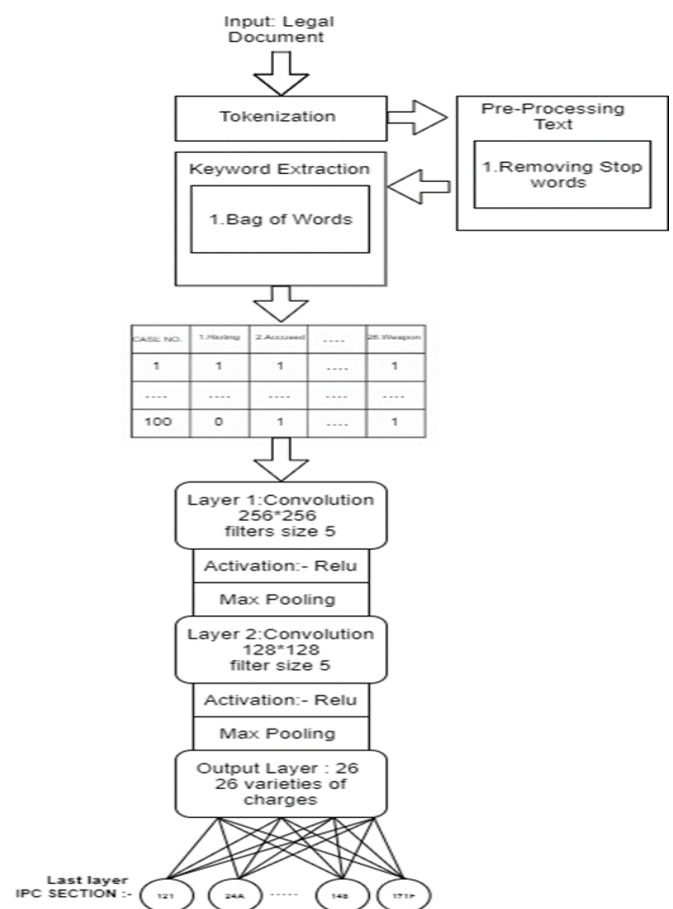 Input: Legal
Document
Tokenization
Pre-Processing
Text
1.Removing Stop
words
Keyword Extraction
1.Bag of Words
CASE NO. 2.Accused .... 26.Weapon
1 1 1 .... 1
.... .... .... .... ....
100 0 1 .... 1
Layer 1:Convolution
256*256
filters size 5
Activation:- Relu
Max Pooling
Layer 2:Convolution
128*128
filter size 5
Activation:- Relu
Max Pooling
Output Layer : 26
26 varieties of
charges
Last layer
IPC SECTION :-
121 24A ..... 148 171F